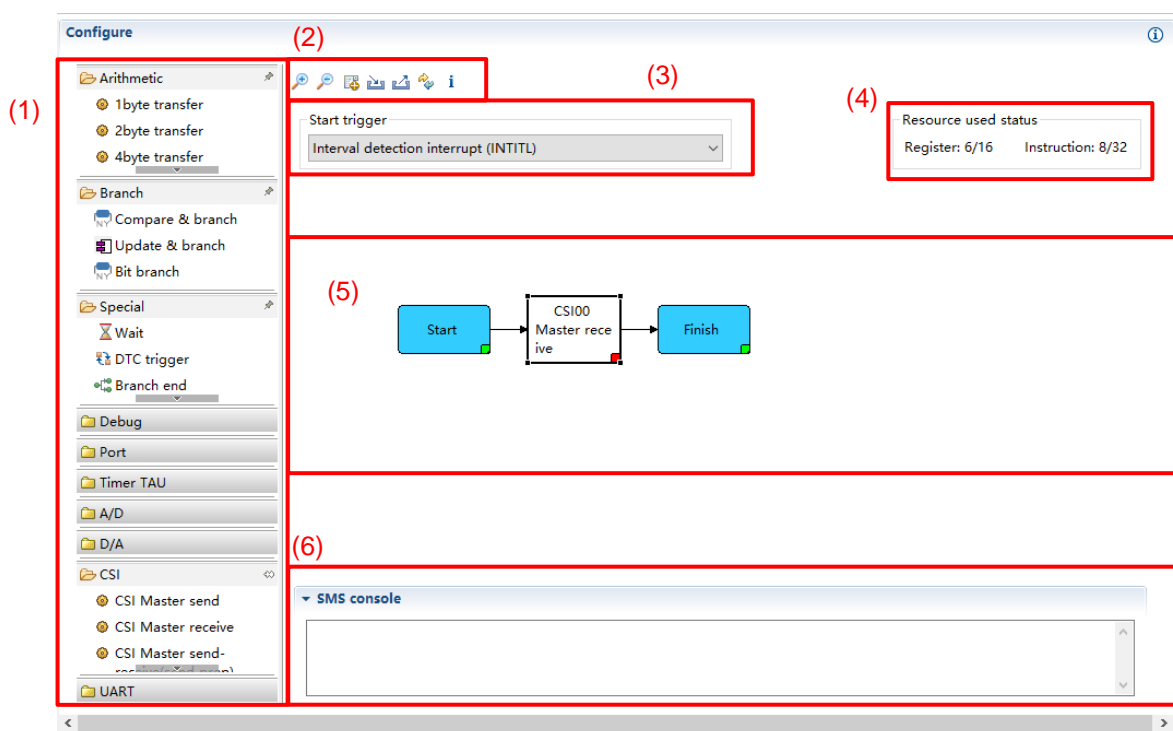 Configure
(2)
(1)
Arithmetic
1byte transfer
2byte transfer
4byte transfer
Branch
Compare & branch
Update & branch
Bit branch
Special
Wait
DTC trigger
Branch end
Debug
Port
Timer TAU
A/D
D/A
CSI
CSI Master send
CSI Master receive
CSI Master send-
UART
(3)
Start trigger
Interval detection interrupt (INTITL)
(4)
Resource used status
Register: 6/16 Instruction: 8/32
(5)
Start
CSI00
Master rece
ive
Finish
(6)
SMS console